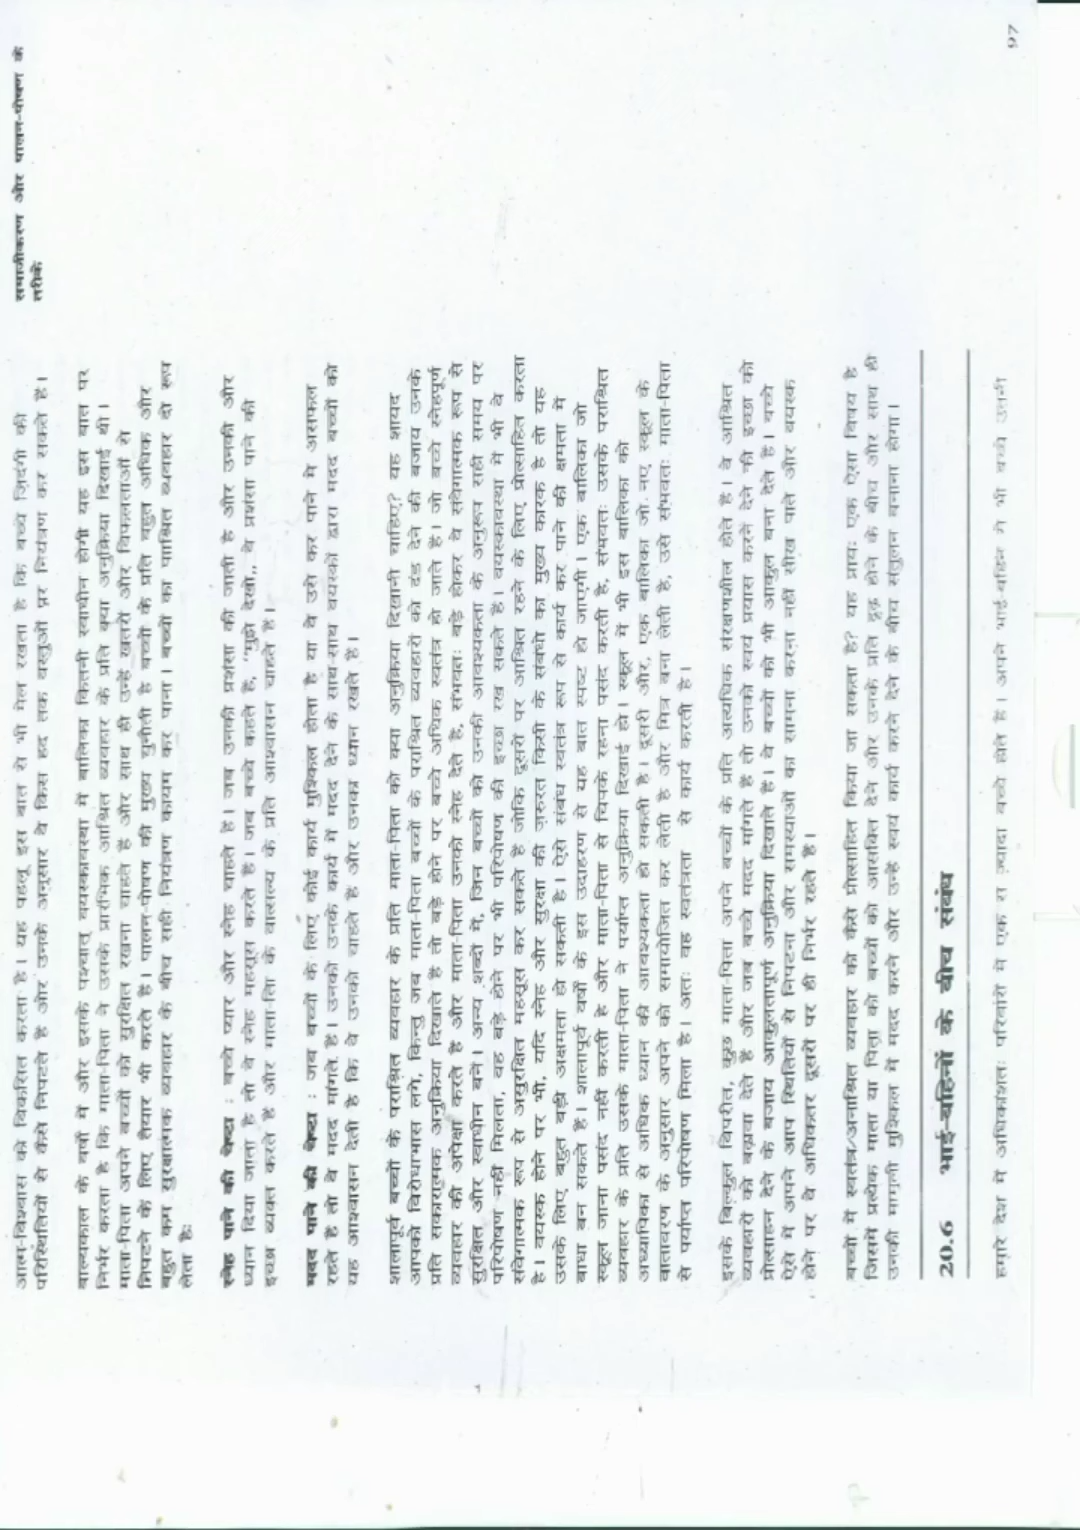 समाजीकरण और पालन-पोषण के
तरीके
आत्म-विश्वास को विकसित करता है। यह पहलू इस बात से भी मेल रखता है कि बच्चे ज़िंदगी की
परिस्थितियों से कैसे निपटते हैं और उनके अनुसार वे किस हद तक वस्तुओं पर नियंत्रण कर सकते हैं।
बाल्यकाल के वर्षों में और इसके पश्चात् वयस्कावस्था में बालिका कितनी स्वाधीन होगी यह इस बात पर
निर्भर करता है कि माता-पिता ने उसके प्रारंभिक आश्रित व्यवहार के प्रति क्या अनुक्रिया दिखाई थी।
माता-पिता अपने बच्चों को सुरक्षित रखना चाहते हैं और साथ ही उन्हें खतरों और विफलताओं से
निपटने के लिए तैयार भी करते हैं। पालन-पोषण की मुख्य चुनौती है बच्चों के प्रति बहुत अधिक और
बहुत कम सुरक्षात्मक व्यवहार के बीच सही नियंत्रण कायम कर पाना। बच्चों का पराश्रित व्यवहार दो रूप
लेता है:
स्नेह पाने की चेष्टा : बच्चे प्यार और स्नेह चाहते हैं। जब उनकी प्रशंसा की जाती है और उनकी ओर
ध्यान दिया जाता है तो वे स्नेह महसूस करते हैं। जब बच्चे कहते हैं, "मुझे देखो,, वे प्रशंसा पाने की
इच्छा व्यक्त करते हैं और माता-पिता के वात्सल्य के प्रति आश्वासन चाहते हैं।
मदद पाने की चेष्टा : जब बच्चों के लिए कोई कार्य मुश्किल होता है या वे उसे कर पाने में असफल
रहते हैं तो वे मदद मांगते हैं। उनको उनके कार्य में मदद देने के साथ-साथ वयस्कों द्वारा मदद बच्चों को
यह आश्वासन देती है कि वे उनको चाहते हैं और उनका ध्यान रखते हैं।
शालापूर्व बच्चों के पराश्रित व्यवहार के प्रति माता-पिता को क्या अनुक्रिया दिखानी चाहिए? यह शायद
आपको विरोधाभास लगे, किन्तु जब माता-पिता बच्चों के पराश्रित व्यवहारों को दंड देने की बजाय उनके
प्रति सकारात्मक अनुक्रिया दिखाते हैं तो बड़े होने पर बच्चे अधिक स्वतंत्र हो जाते हैं। जो बच्चे स्नेहपूर्ण
व्यवहार की अपेक्षा करते हैं और माता-पिता उनको स्नेह देते हैं, संभवतः बड़े होकर वे संवेगात्मक रूप से
सुरक्षित और स्वाधीन बनें। अन्य शब्दों में, जिन बच्चों को उनकी आवश्यकता के अनुरूप सही समय पर
परिपोषण नहीं मिलता, वह बड़े होने पर भी परिपोषण की इच्छा रख सकते हैं। वयस्कावस्था में भी वे
संवेगात्मक रूप से असुरक्षित महसूस कर सकते हैं जोकि दूसरों पर आश्रित रहने के लिए प्रोत्साहित करता
है। वयस्क होने पर भी, यदि स्नेह और सुरक्षा की ज़रूरत किसी के संबंधों का मुख्य कारक है तो यह
उसके लिए बहुत बड़ी अक्षमता हो सकती है। ऐसे संबंध स्वतंत्र रूप से कार्य कर पाने की क्षमता में
बाधा बन सकते हैं। शालापूर्व वर्षों के इस उदाहरण से यह बात स्पष्ट हो जाएगी। एक बालिका जो
स्कूल जाना पसंद नहीं करती है और माता-पिता से चिपके रहना पसंद करती है, संभवतः उसके पराश्रित
व्यवहार के प्रति उसके माता-पिता ने पर्याप्त अनुक्रिया दिखाई हो। स्कूल में भी इस बालिका को
अध्यापिका से अधिक ध्यान की आवश्यकता हो सकती है। दूसरी ओर, एक बालिका जो नए स्कूल के
वातावरण के अनुसार अपने को समायोजित कर लेती है और मित्र बना लेती है, उसे संभवतः माता-पिता
से पर्याप्त परिपोषण मिला है। अतः वह स्वतंत्रता से कार्य करती है।
इसके बिल्कुल विपरीत, कुछ माता-पिता अपने बच्चों के प्रति अत्यधिक संरक्षणशील होते हैं। वे आश्रित
व्यवहारों को बढ़ावा देते हैं और जब बच्चे मदद मांगते हैं तो उनको स्वयं प्रयास करने देने की इच्छा को
प्रोत्साहन देने के बजाय आकुलतापूर्ण अनुक्रिया दिखाते हैं। वे बच्चों को भी आकुल बना देते हैं। बच्चे
ऐसे में अपने आप स्थितियों से निपटना और समस्याओं का सामना करना नहीं सीख पाते और वयस्क
होने पर वे अधिकतर दूसरों पर ही निर्भर रहते हैं।
बच्चों में स्वतंत्र/अनाश्रित व्यवहार को कैसे प्रोत्साहित किया जा सकता है? यह प्रायः एक ऐसा विषय है
जिसमें प्रत्येक माता या पिता को बच्चों को आसक्ति देने और उनके प्रति दृढ़ होने के बीच और साथ ही
उनकी मामूली मुश्किल में मदद करने और उन्हें स्वयं कार्य करने देने के बीच संतुलन बनाना होगा।
20.6 भाई-बहिनों के बीच संबंध
हमारे देश में अधिकांशतः परिवारों में एक से ज़्यादा बच्चे होते हैं। अपने भाई-बहिन से भी बच्चे उतनी
97